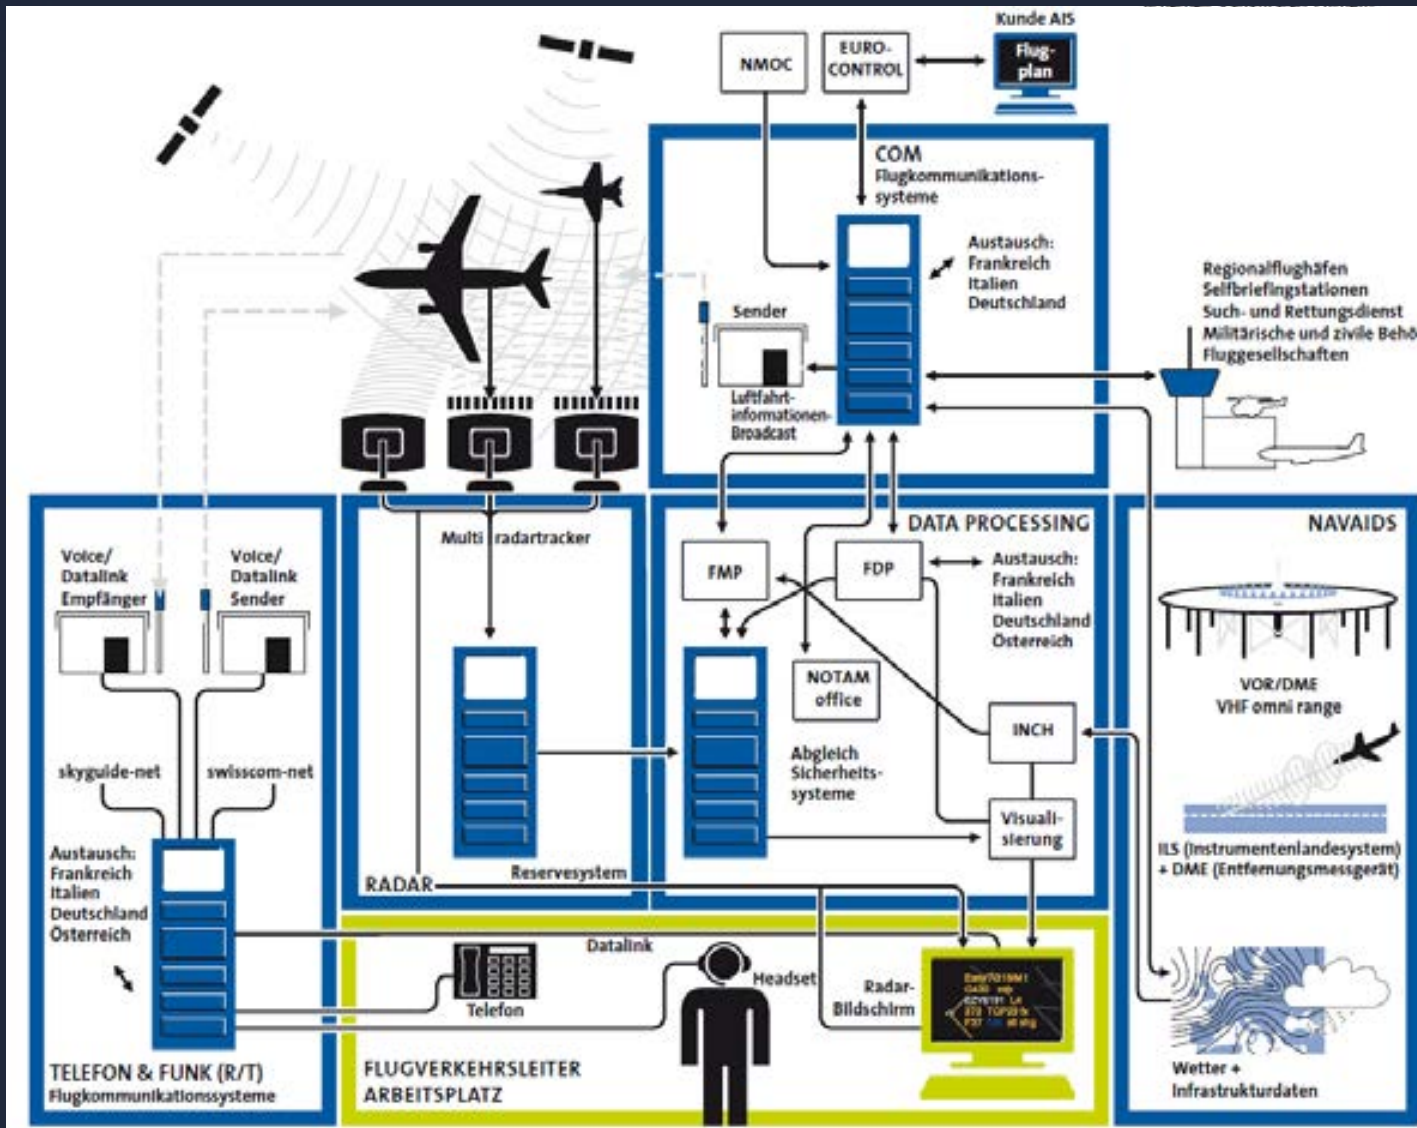 Kunde AIS
NMOC
EURO-
CONTROL
Flug-
plan
COM
Flugkommunikations-
systeme
Austausch:
Frankreich
Italien
Deutschland
Sender
Luftfahrt-
informationen-
Broadcast
Regionalflughäfen
Selfbriefingstationen
Such- und Rettungsdienst
Militärische und zivile Behö
Fluggesellschaften
Voice/
Datalink
Empfänger
Voice/
Datalink
Sender
skyguide-net
swisscom-net
Austausch:
Frankreich
Italien
Deutschland
Österreich
TELEFON & FUNK (R/T)
Flugkommunikationssysteme
Multi radartracker
Reservesystem
RADAR
DATA PROCESSING
FMP
FDP
Austausch:
Frankreich
Italien
Deutschland
Österreich
NOTAM
office
INCH
Abgleich
Sicherheits-
systeme
Visuali-
sierung
NAVAIDS
VOR/DME
VHF omni range
ILS (Instrumentenlandesystem)
+ DME (Entfernungsmessgerät)
Wetter +
Infrastrukturdaten
Datalink
Telefon
Headset
Radar-
Bildschirm
FLUGVERKEHRSLEITER
ARBEITSPLATZ